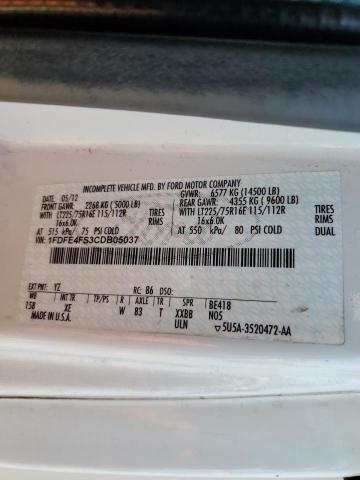 INCOMPLETE VEHICLE MFD. BY FORD MOTOR COMPANY
05/12 GVWR: 6577 KG (14500 LB)
FRONT GAWR: 2268 KG (5000 LB) REAR GAWR: 4355 KG (9600 LB)
WITH LT225/75R16E 115/112R TIRES WITH LT225/75R16E 115/112R TIRES
16x6.0K RIMS 16x6.0K RIMS
AT 515 kPa/ 75 PSI COLD AT 550 kPa/ 80 PSI COLD DUAL
1FDFE4FS3CDB05037
EXT PNT: YZ RC: 86 DSO:
WB INT TR TP/PS R AXLE TR SPR BE418
158 XE W 83 T XXBB N05
MADE IN U.S.A. ULN 5U5A-3520472-AA